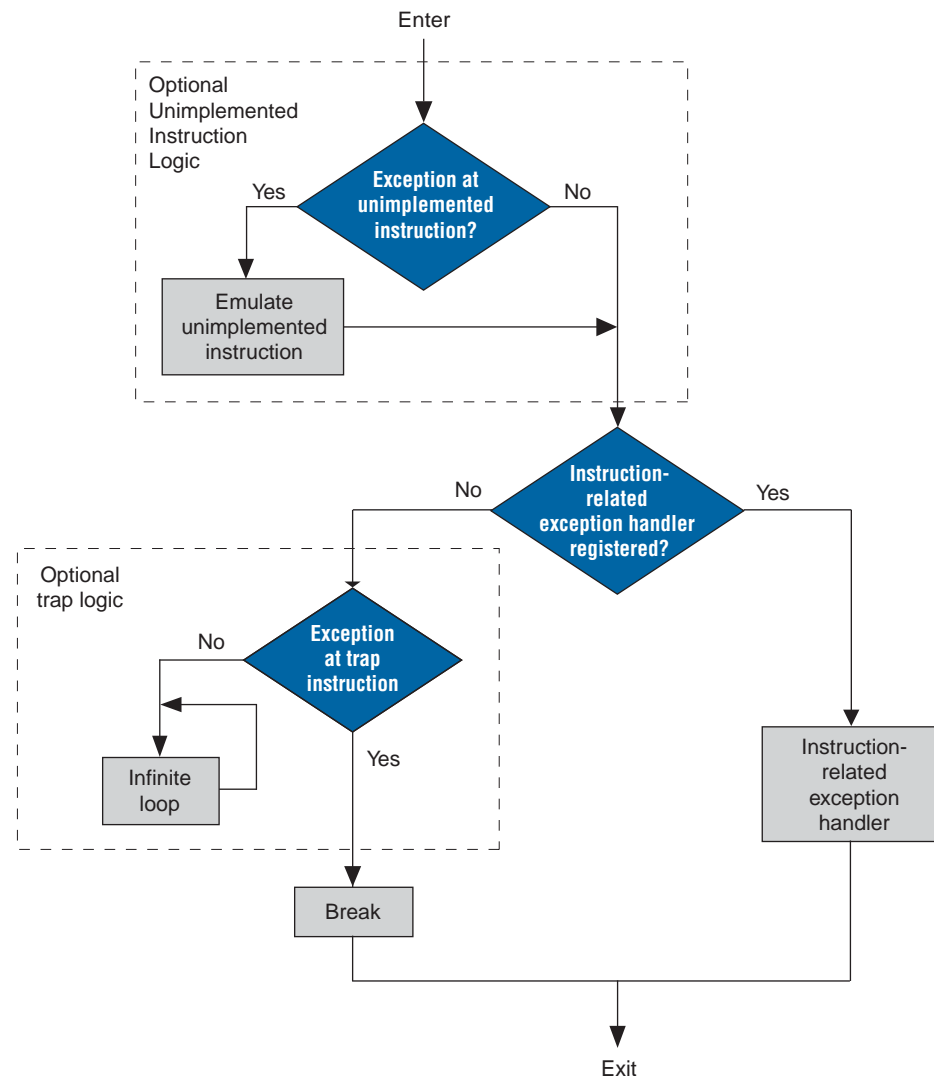 Enter
Optional
Unimplemented
Instruction
Logic
Yes
Exception at
unimplemented
instruction?
No
Emulate
unimplemented
instruction
No
Instruction-
related
exception handler
registered?
Yes
Optional
trap logic
No
Exception
at trap
instruction
Yes
Infinite
loop
Instruction-
related
exception
handler
Break
Exit